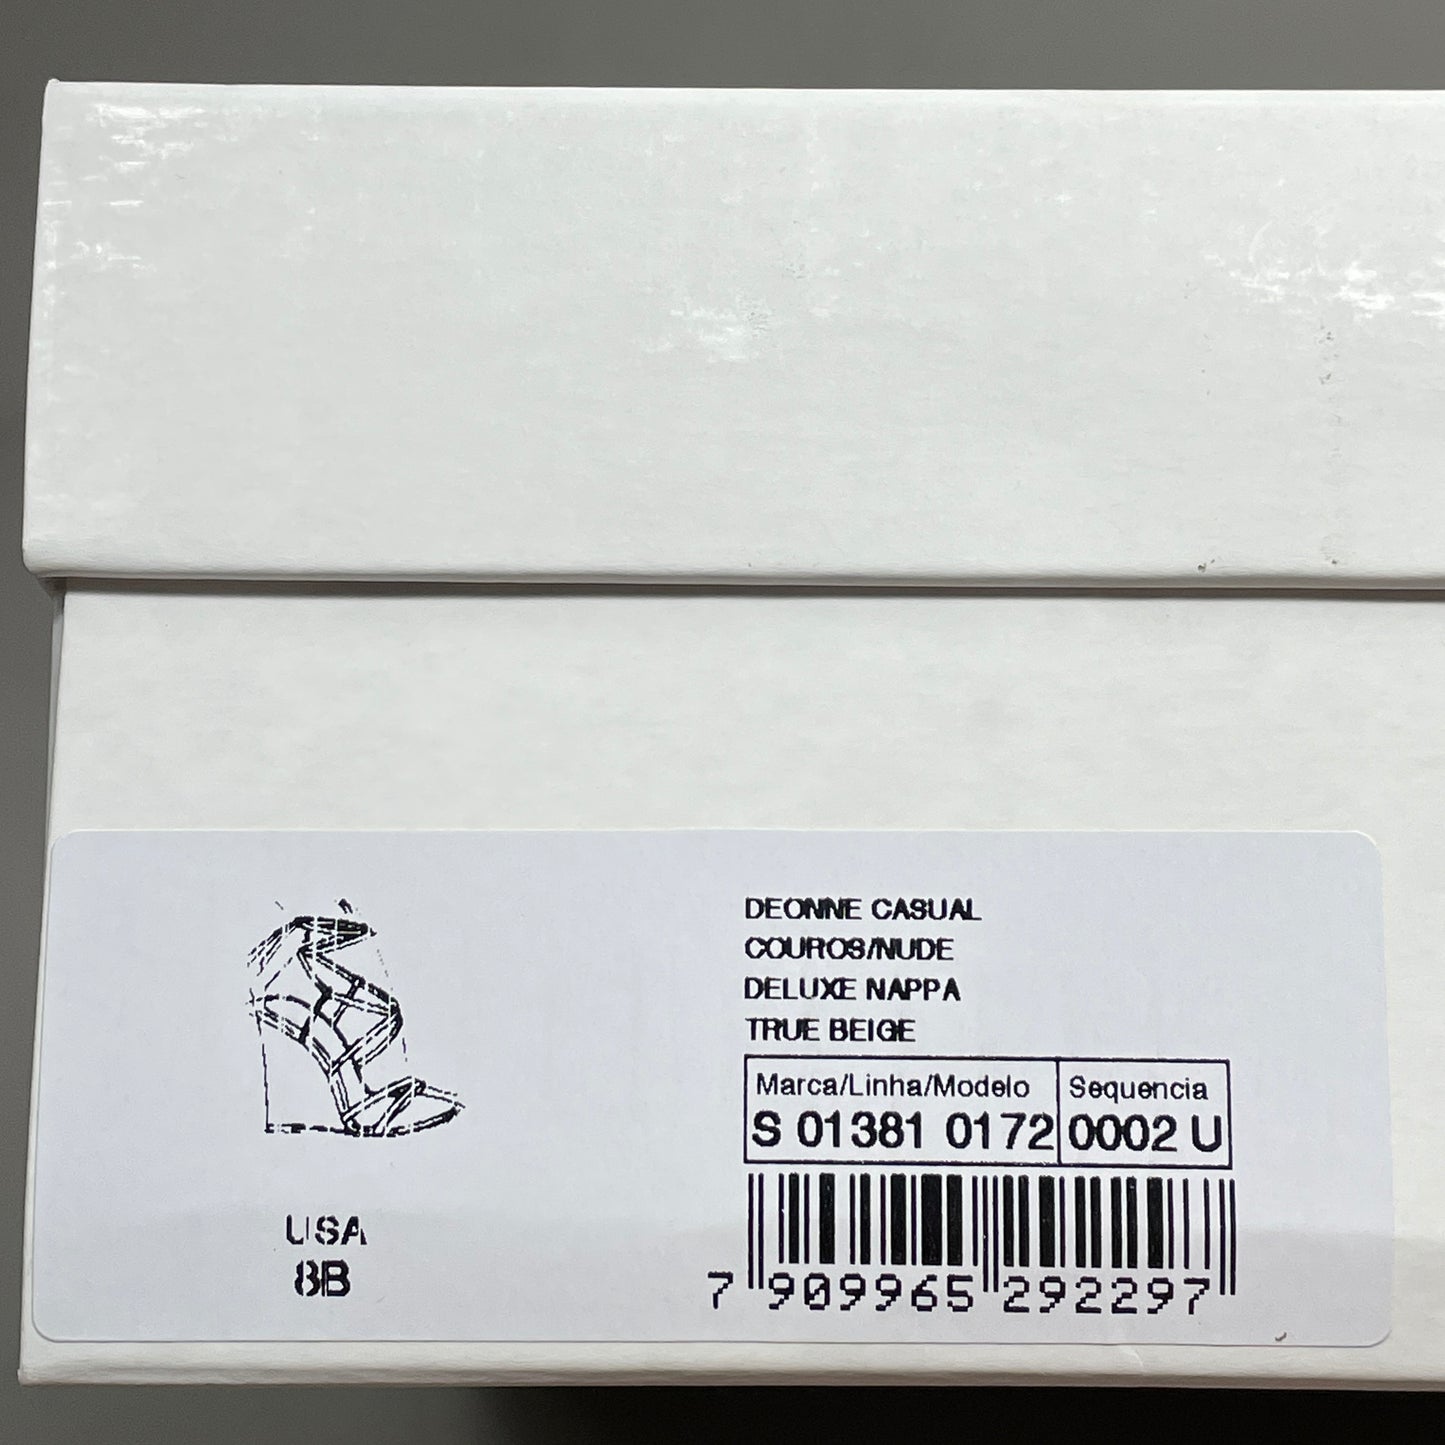 DEONNE CASUAL
COUROS/NUDE
DELUXE NAPPA
TRUE BEIGE
Marca/Linha/Modelo Sequencia
S 01381 0172 0002 U
7 909965 292297
USA
8B